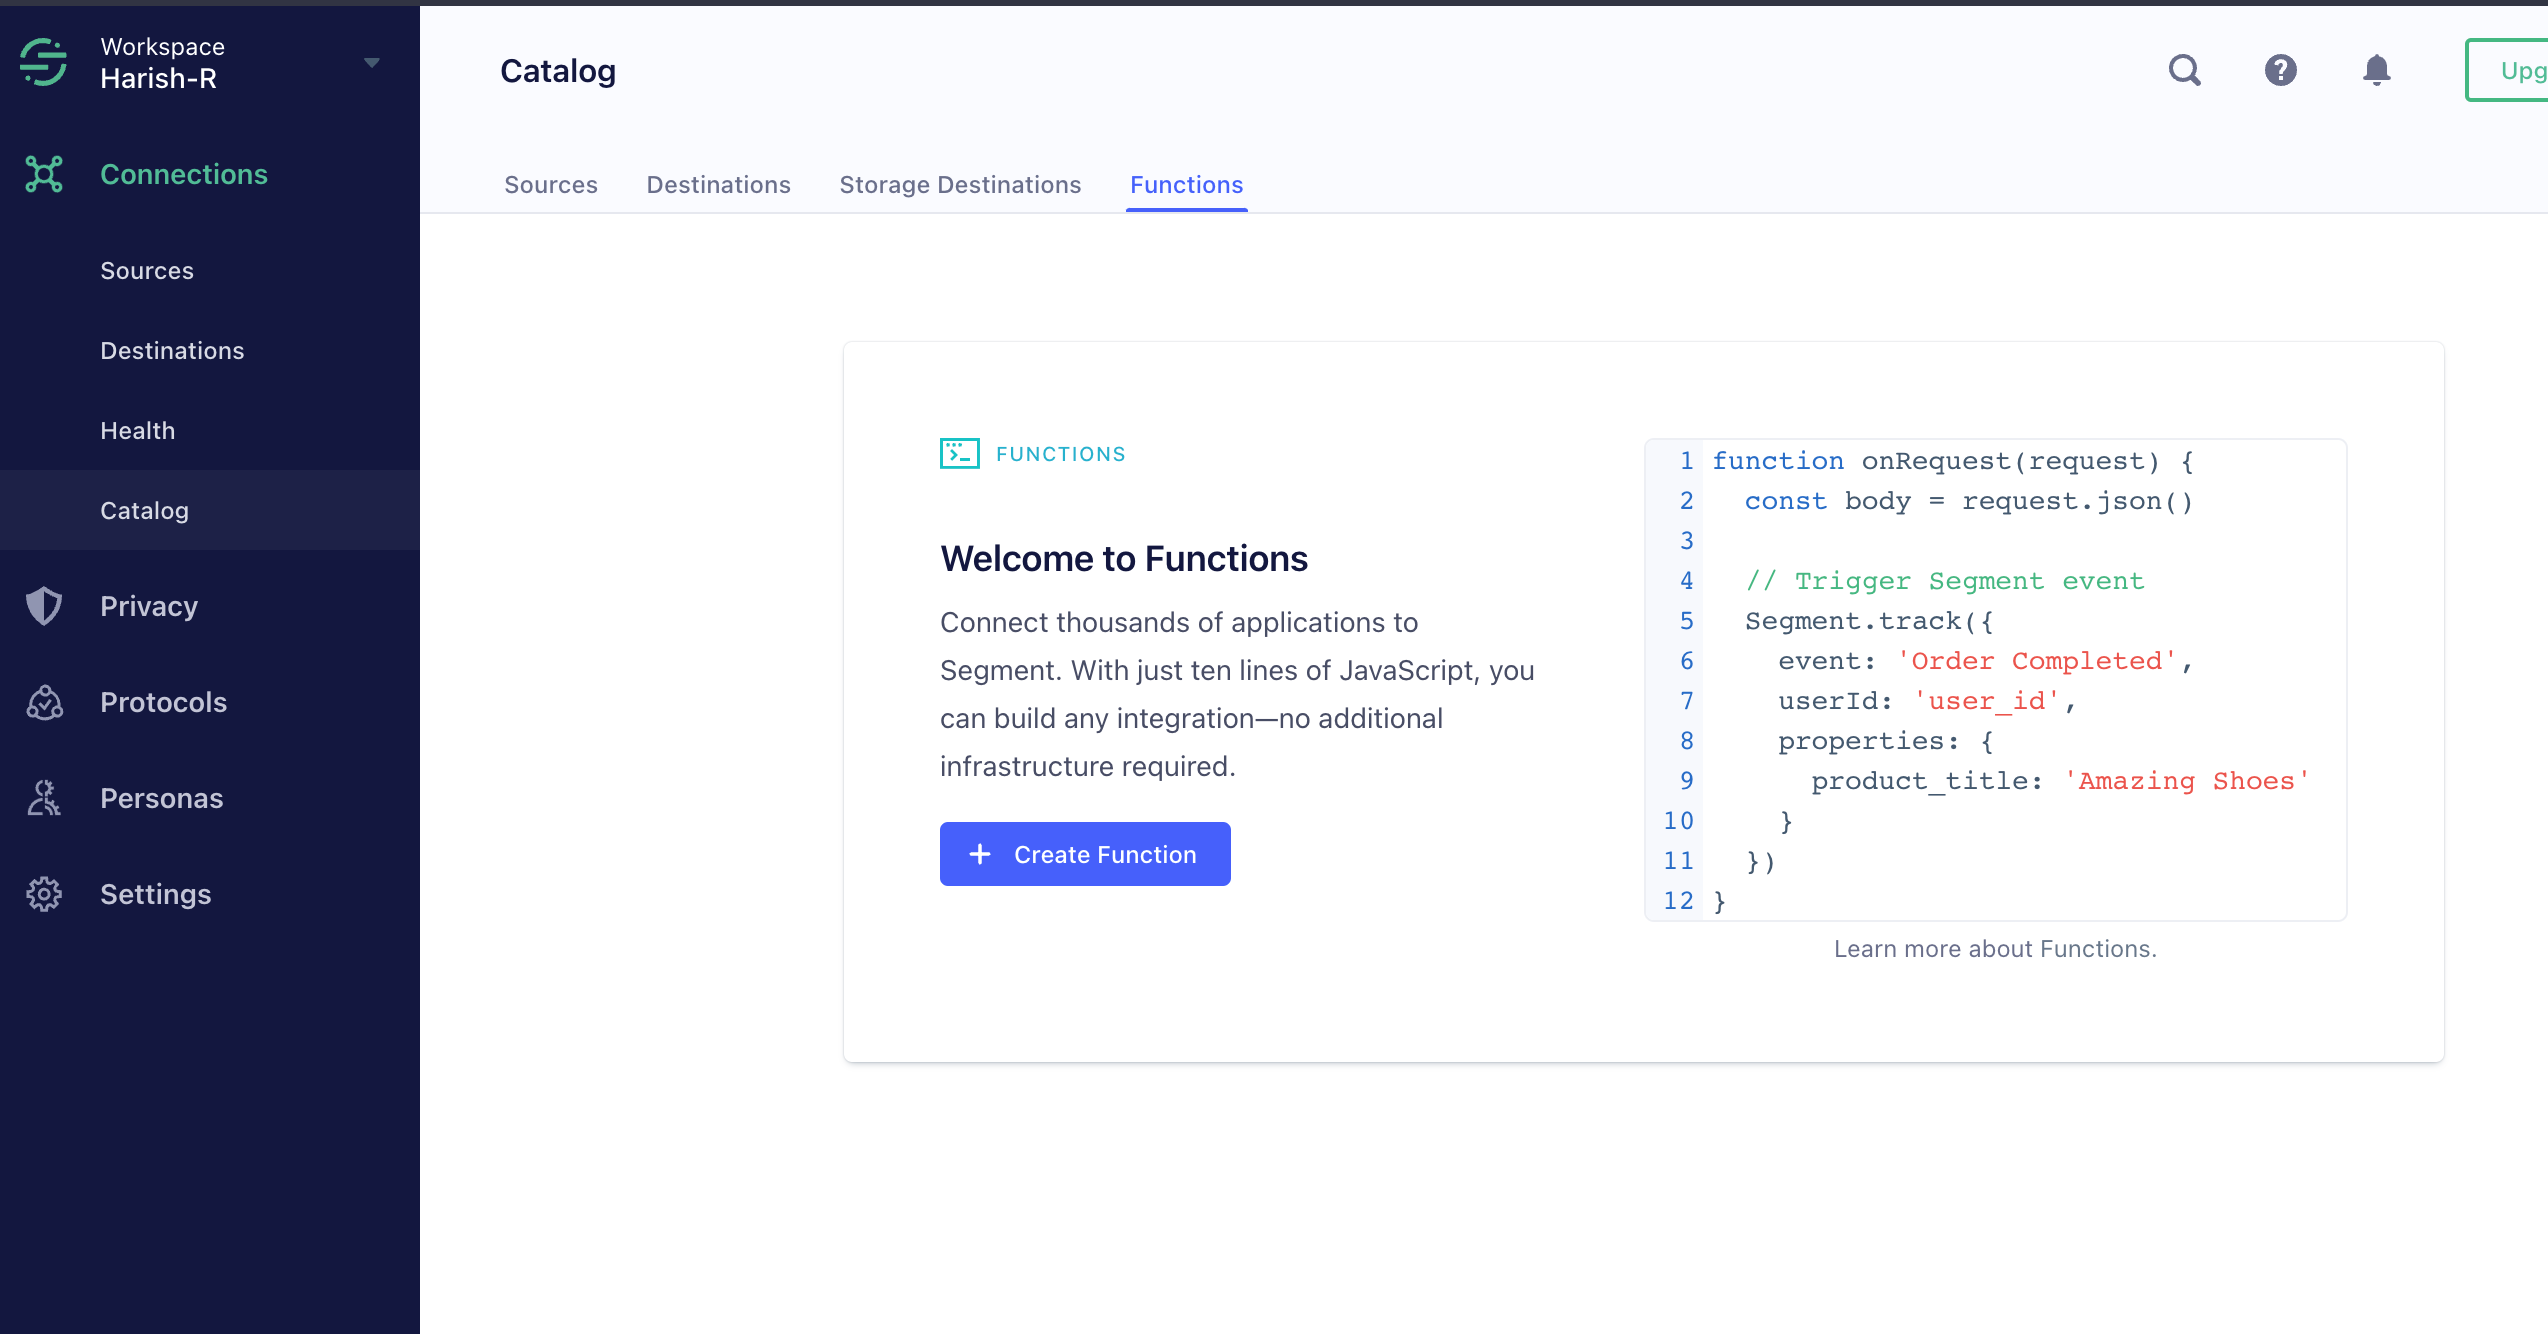 Workspace
Harish-R
Connections
Sources
Destinations
Health
Catalog
Privacy
Protocols
Personas
Settings
Catalog
Upg
Sources Destinations Storage Destinations Functions
FUNCTIONS
Welcome to Functions
Connect thousands of applications to
Segment. With just ten lines of JavaScript, you
can build any integration—no additional
infrastructure required.
+ Create Function
1 function onRequest(request) {
2   const body = request.json()
3
4   // Trigger Segment event
5   Segment.track({
6     event: 'Order Completed',
7     userId: 'user_id',
8     properties: {
9       product_title: 'Amazing Shoes'
10     }
11   })
12 }
Learn more about Functions.